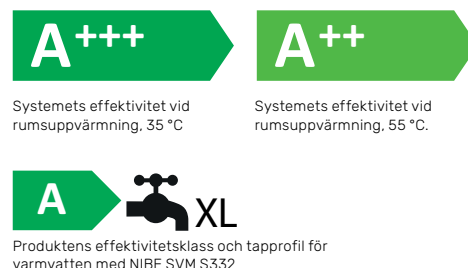 A+++
A++
Systemets effektivitet vid
rumsuppvärmning, 35 °C
Systemets effektivitet vid
rumsuppvärmning, 55 °C.
A
XL
Produktens effektivitetsklass och tapprofil för
varmvatten med NIBE SVM S332